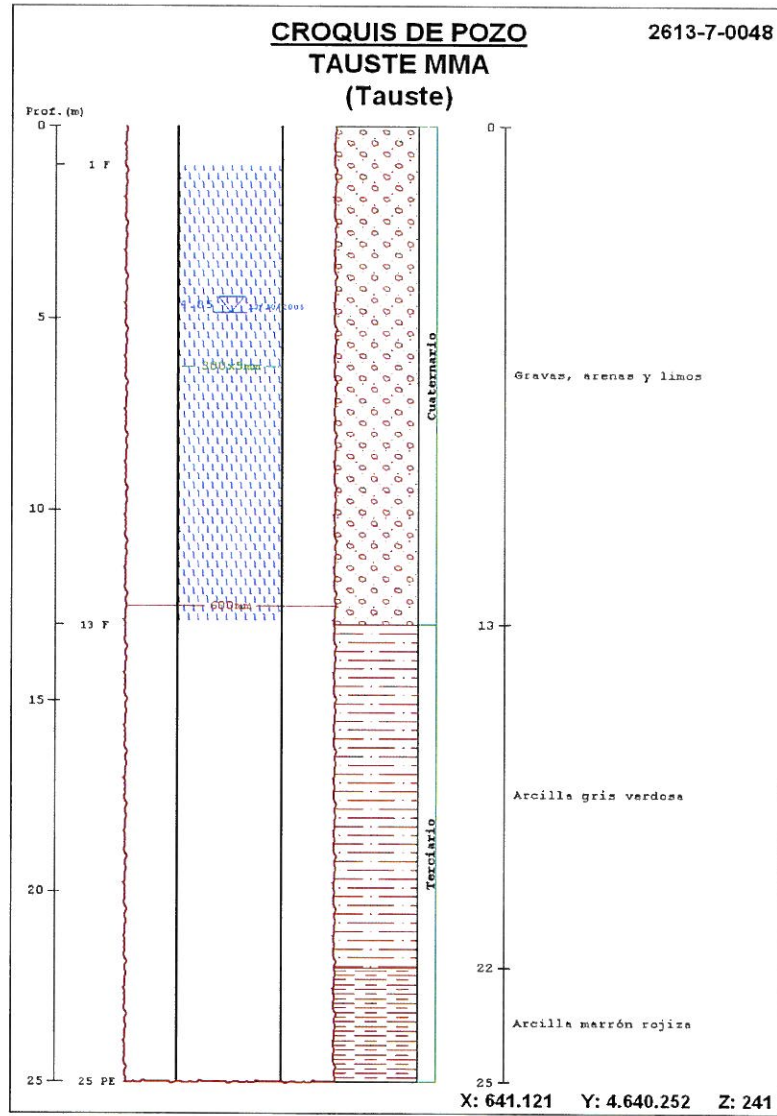 CROQUIS DE POZO
2613-7-0048
TAUSTE MMA
(Tauste)
Prof.(m)
0
0
1 F
5
300x5mm
Cuaternario
Gravas, arenas y limos
10
600mm
13 F
13
15
Arcilla gris verdosa
Terciario
20
22
Arcilla marrón rojiza
25
25 PE
25
X: 641.121 Y: 4.640.252 Z: 241